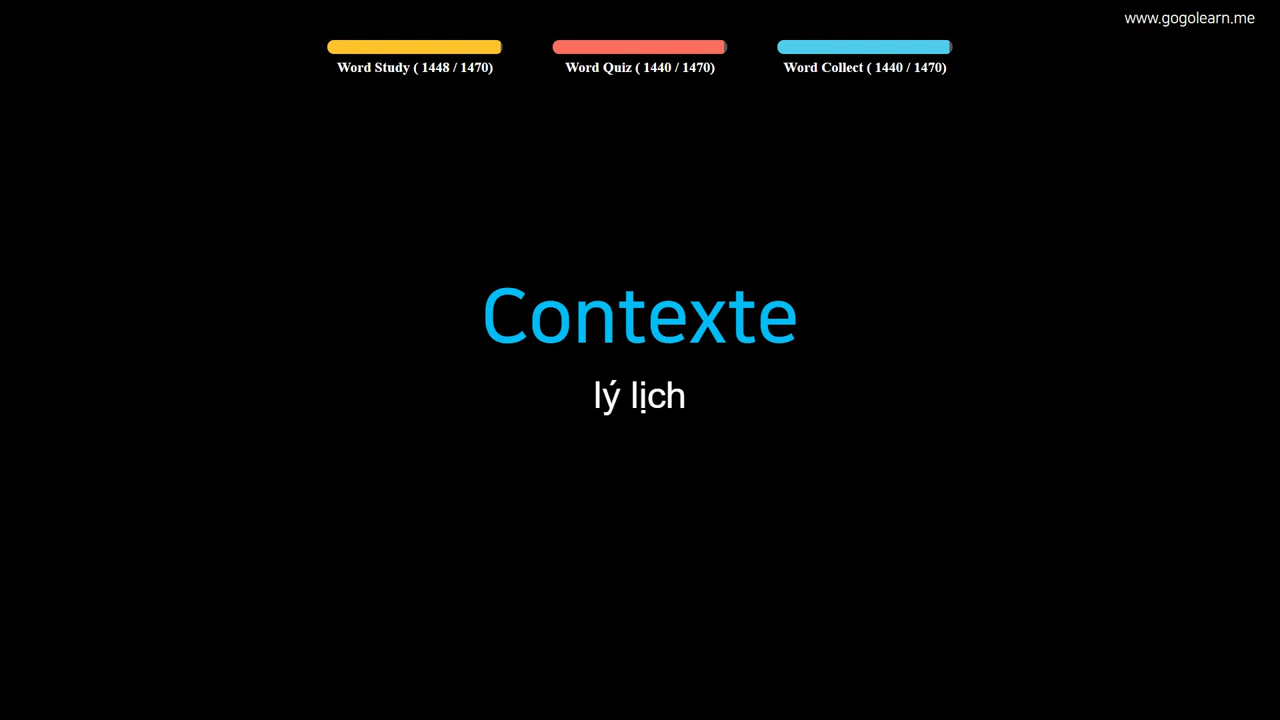 www.gogolearn.me
Word Study ( 1448 / 1470)
Word Quiz ( 1440 / 1470)
Word Collect ( 1440 / 1470)
Contexte
lý lịch